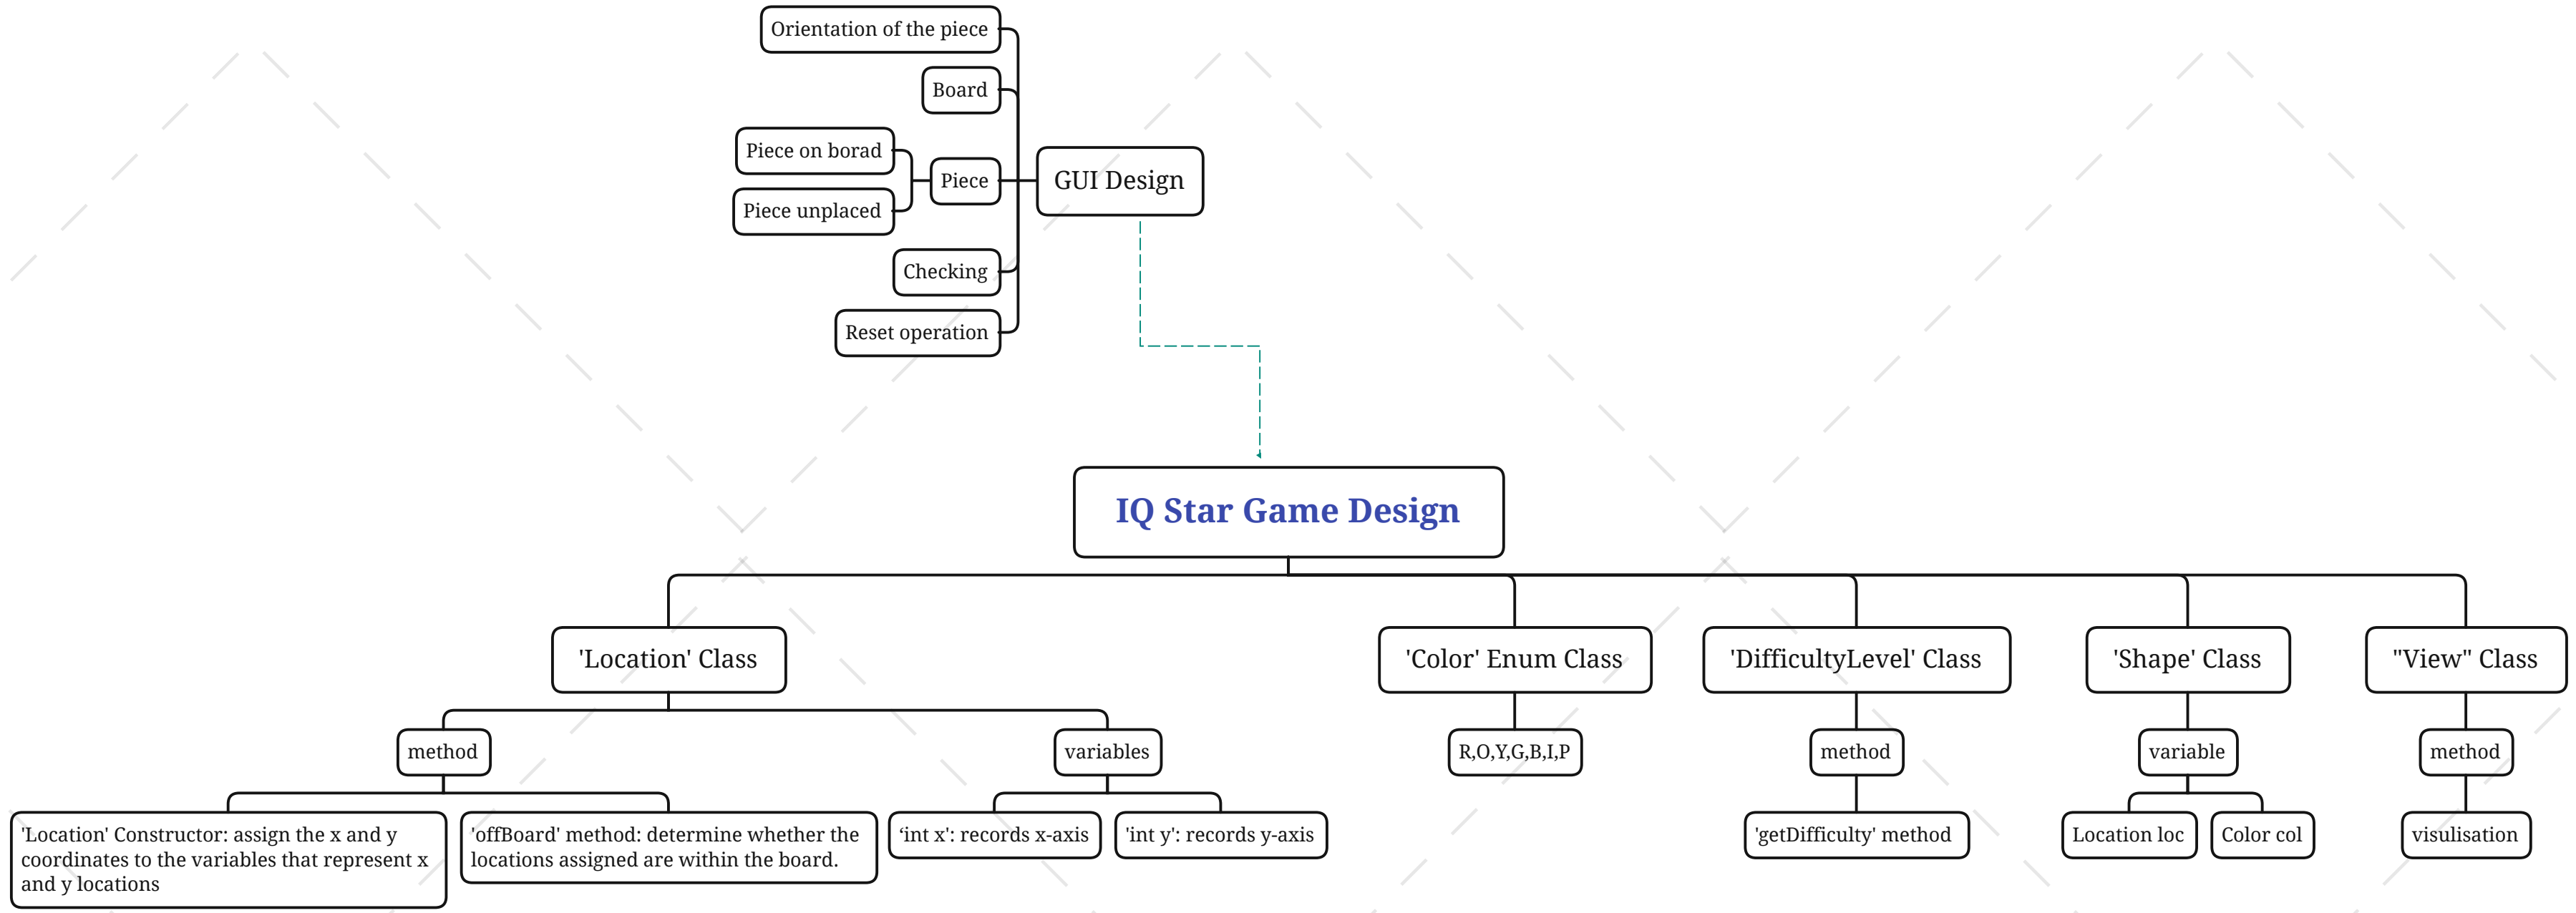 Orientation of the piece
Board
Piece on borad
Piece
Piece unplaced
GUI Design
Checking
Reset operation
IQ Star Game Design
'Location' Class
'Color' Enum Class
'DifficultyLevel' Class
'Shape' Class
"View" Class
method
variables
R,O,Y,G,B,I,P
method
variable
method
'Location' Constructor: assign the x and y
coordinates to the variables that represent x
and y locations
'offBoard' method: determine whether the
locations assigned are within the board.
‘int x': records x-axis
'int y': records y-axis
'getDifficulty' method
Location loc
Color col
visulisation